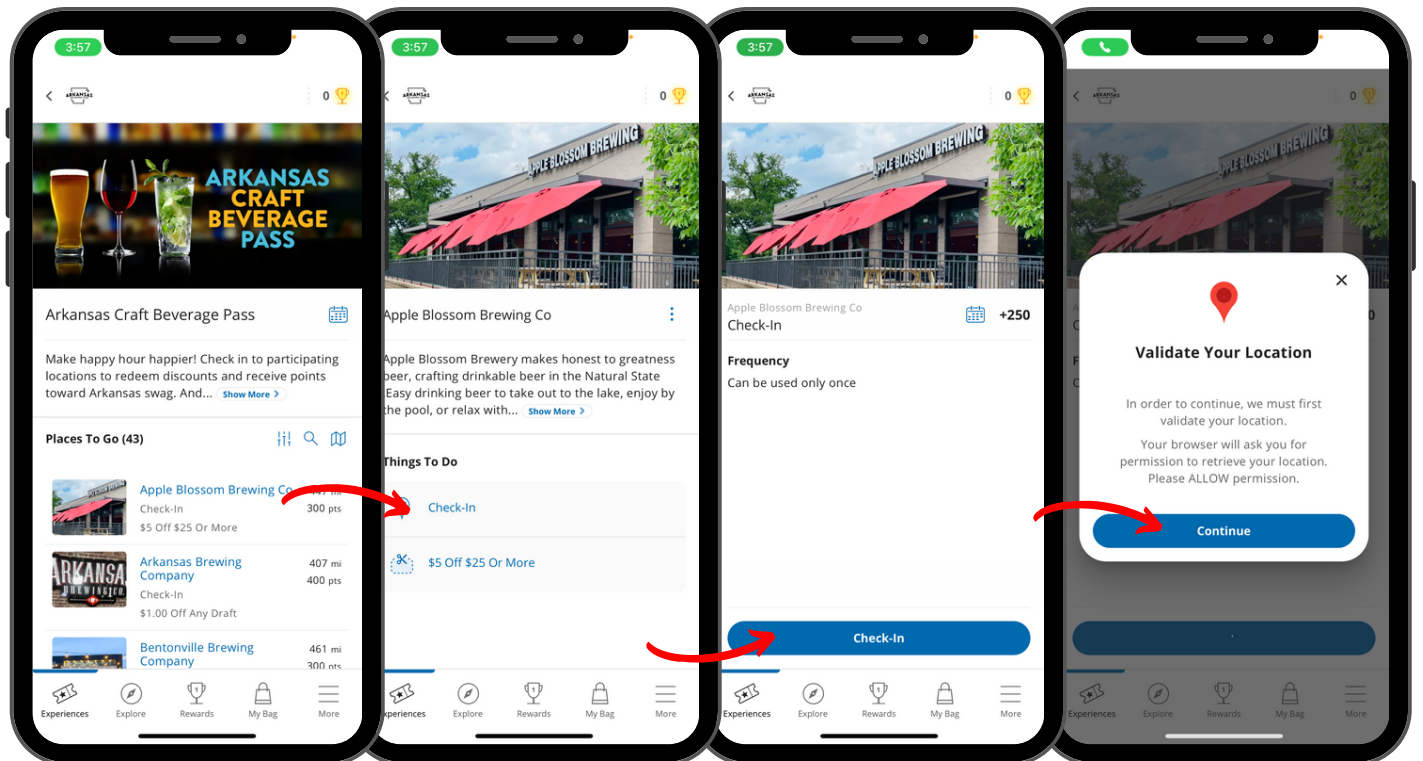 3:57
ARKANSAS
0
ARKANSAS
CRAFT
BEVERAGE
PASS
Arkansas Craft Beverage Pass
Make happy hour happier! Check in to participating
locations to redeem discounts and receive points
toward Arkansas swag. And... Show More >
Places To Go (43)
Apple Blossom Brewing Co
mi
Check-In
300 pts
$5 Off $25 Or More
ARKANSA
BREWING CO.
Arkansas Brewing
Company
407 mi
400 pts
Check-In
$1.00 Off Any Draft
Bentonville Brewing
Company
461 mi
300 pts
Experiences
Explore
Rewards
My Bag
More
3:57
ARKANSAS
0
APPLE BLOSSOM BREWING
Apple Blossom Brewing Co
Apple Blossom Brewery makes honest to greatness
beer, crafting drinkable beer in the Natural State
Easy drinking beer to take out to the lake, enjoy by
the pool, or relax with... Show More >
Things To Do
Check-In
$5 Off $25 Or More
xperiences
Explore
Rewards
My Bag
More
3:57
ARKANSAS
0
APPLE BLOSSOM BREWING
Apple Blossom Brewing Co
Check-In
+250
Frequency
Can be used only once
Check-In
Experiences
Explore
Rewards
My Bag
More
ARKANSAS
0
APPLE BLOSSOM BREWING
Validate Your Location
In order to continue, we must first
validate your location.
Your browser will ask you for
permission to retrieve your location.
Please ALLOW permission.
Continue
Experiences
Explore
Rewards
My Bag
More